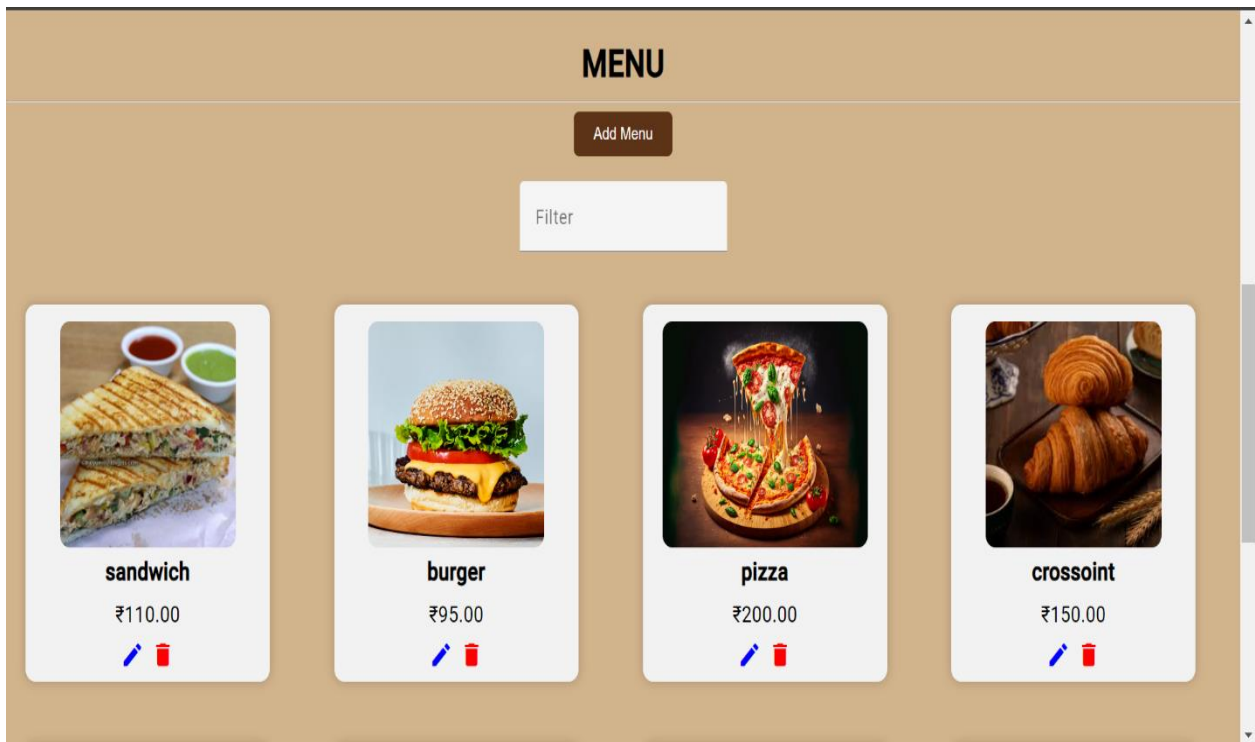 MENU
Add Menu
Filter
sandwich
₹110.00
burger
₹95.00
pizza
₹200.00
crossoint
₹150.00